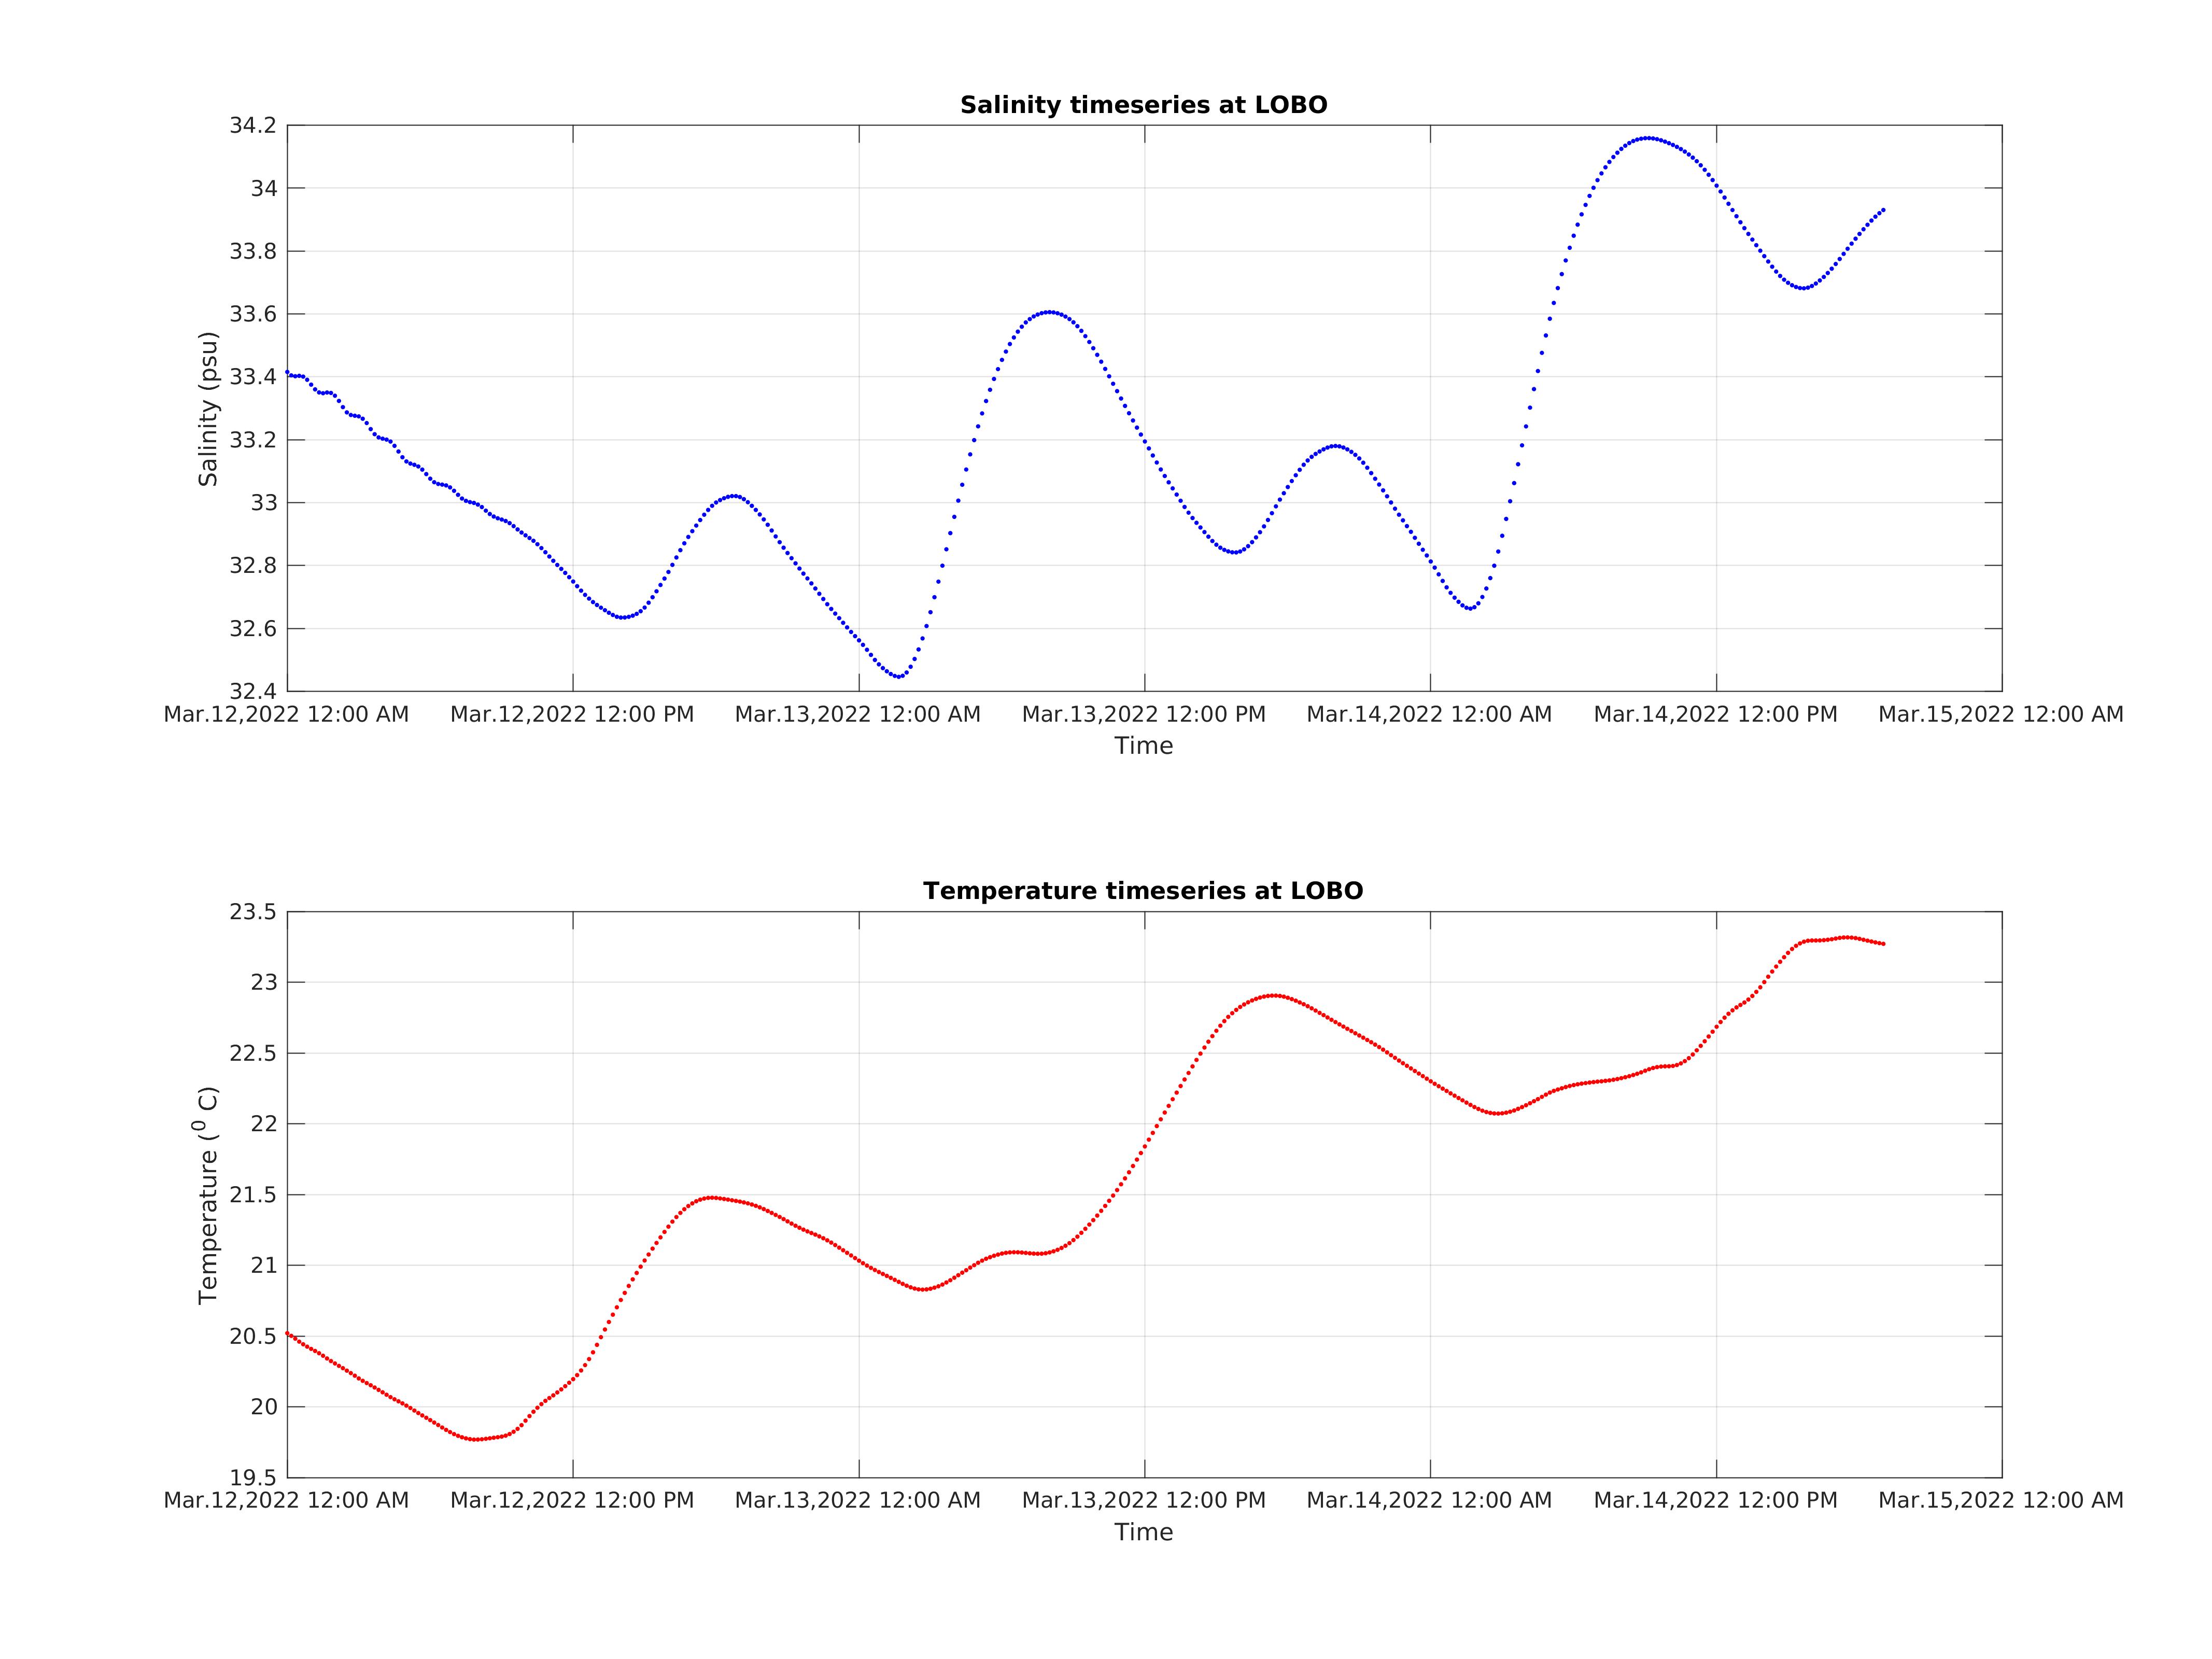 Salinity timeseries at LOBO
34.2
34
33.8
33.6
33.4
33.2
33
32.8
32.6
32.4
Salinity (psu)
Mar.12,2022 12:00 AM Mar.12,2022 12:00 PM Mar.13,2022 12:00 AM Mar.13,2022 12:00 PM Mar.14,2022 12:00 AM Mar.14,2022 12:00 PM Mar.15,2022 12:00 AM
Time
Temperature timeseries at LOBO
23.5
23
22.5
22
21.5
21
20.5
20
19.5
Temperature (⁰ C)
Mar.12,2022 12:00 AM Mar.12,2022 12:00 PM Mar.13,2022 12:00 AM Mar.13,2022 12:00 PM Mar.14,2022 12:00 AM Mar.14,2022 12:00 PM Mar.15,2022 12:00 AM
Time